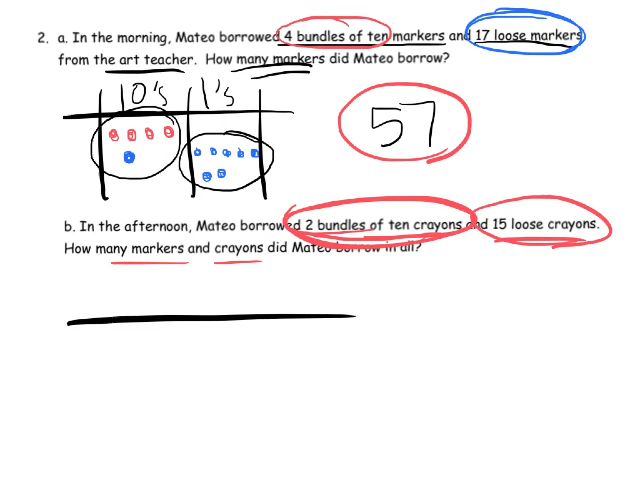 2. a. In the morning, Mateo borrowed 4 bundles of ten markers and 17 loose markers
from the art teacher. How many markers did Mateo borrow?
10's 1's
57
b. In the afternoon, Mateo borrowed 2 bundles of ten crayons and 15 loose crayons.
How many markers and crayons did Mateo borrow in all?